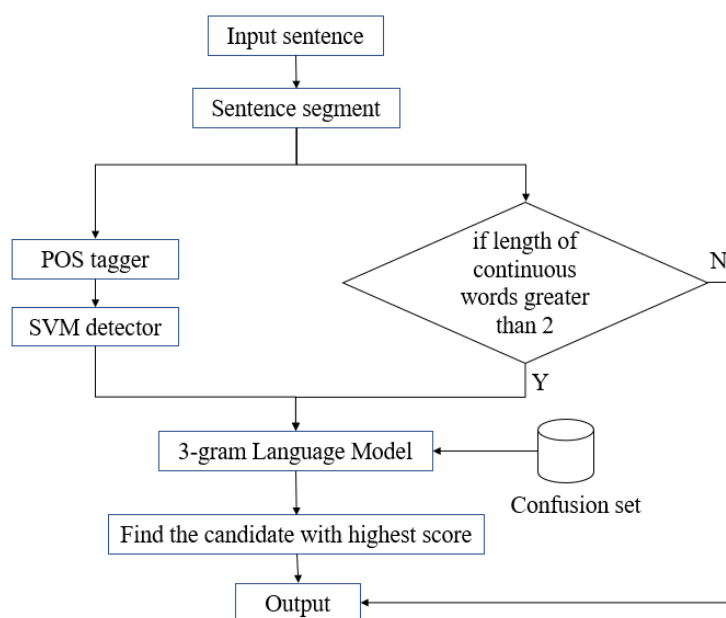 Input sentence
Sentence segment
POS tagger
SVM detector
if length of
continuous
words greater
than 2
N
Y
3-gram Language Model
Confusion set
Find the candidate with highest score
Output